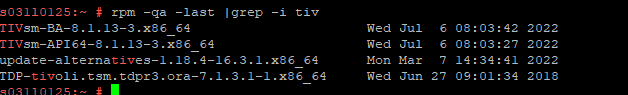 s03110125:~ # rpm -qa -last |grep -i tiv
TIVsm-BA-8.1.13-3.x86_64                      Wed Jul  6 08:03:42 2022
TIVsm-API64-8.1.13-3.x86_64                   Wed Jul  6 08:03:27 2022
update-alternatives-1.18.4-16.3.1.x86_64      Mon Mar  7 14:34:41 2022
TDP-tivoli.tsm.tdpr3.ora-7.1.3.1-1.x86_64     Wed Jun 27 09:01:34 2018
s03110125:~ #